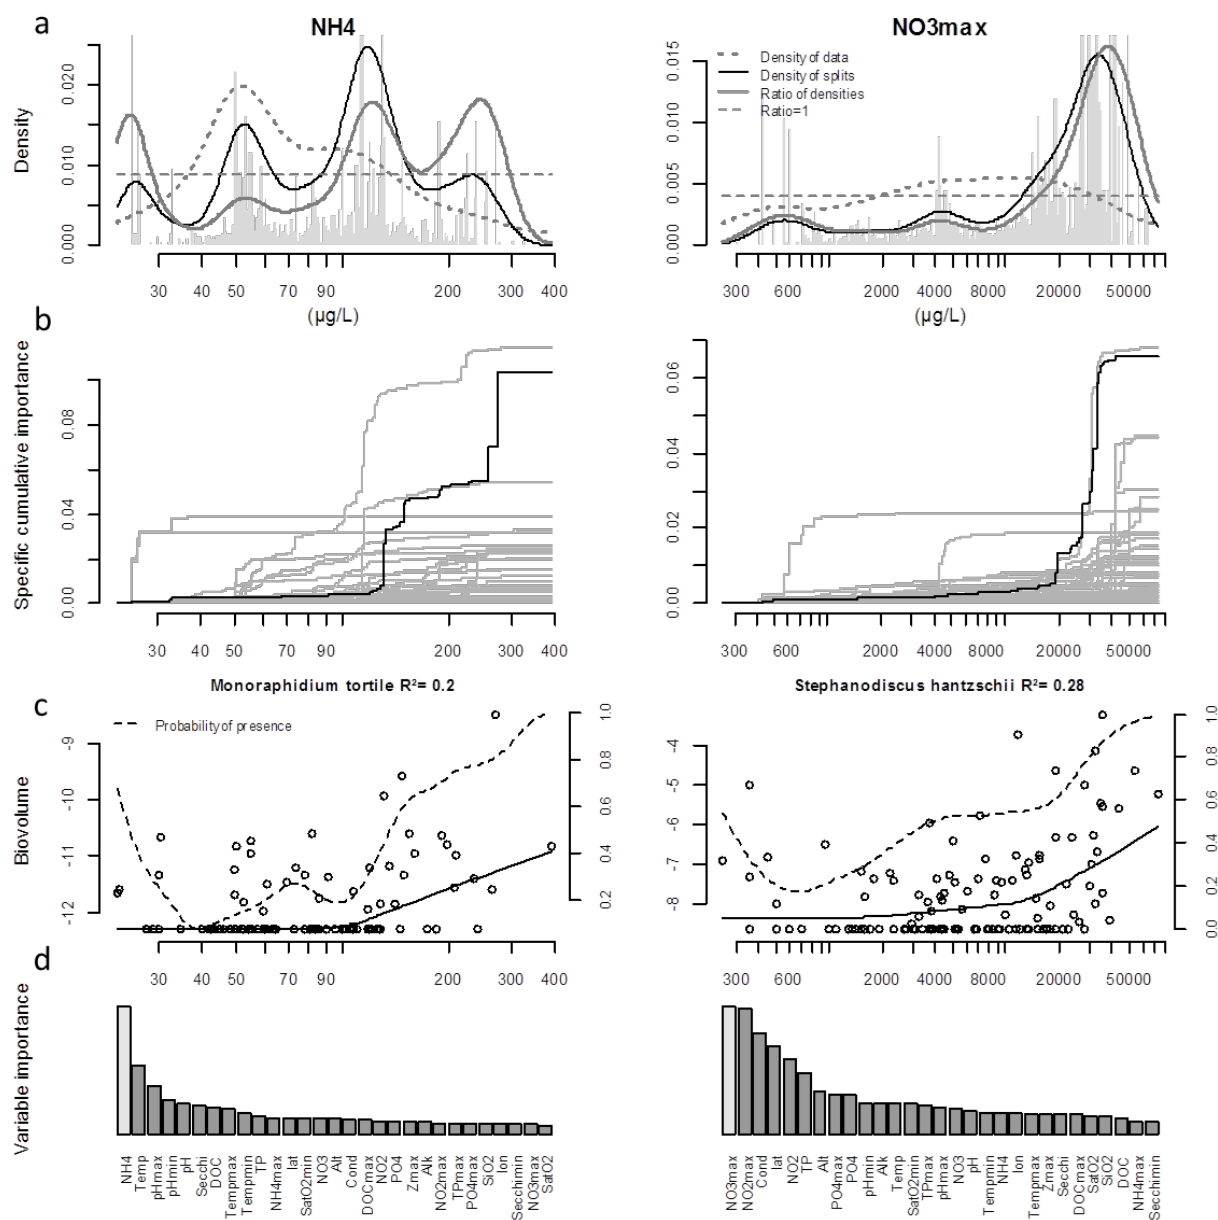 a
NH4
NO3max
Density
0.000
0.010
0.020
0.000
0.005
0.010
0.015
Density of data
Density of splits
Ratio of densities
Ratio=1
30 40 50 70 90 200 300 400
300 600 2000 4000 8000 20000 50000
(µg/L)
(µg/L)
b
Specific cumulative importance
0.00
0.04
0.08
0.00
0.02
0.04
0.06
30 40 50 70 90 200 300 400
300 600 2000 4000 8000 20000 50000
Monoraphidium tortile R²= 0.2
Stephanodiscus hantzschii R²= 0.28
c
Probability of presence
Biovolume
-9
-10
-11
-12
1.0
0.8
0.6
0.4
0.2
-4
-5
-6
-7
-8
1.0
0.8
0.6
0.4
0.2
0.0
30 40 50 70 90 200 300 400
300 600 2000 4000 8000 20000 50000
d
Variable importance
NH4
Temp
pHmax
pHmin
pH
Secchi
DOC
Tempmax
Tempmin
TP
NH4max
lat
SatO2min
NO3
Alt
Cond
DOCmax
NO2
PO4
Zmax
Alk
NO2max
TPmax
PO4max
SiO2
Ion
Secchimin
NO3max
SatO2
NO3max
NO2max
Cond
lat
NO2
TP
Alt
PO4max
PO4
pHmin
Alk
Temp
SatO2min
TPmax
pHmax
NO3
pH
Tempmin
NH4
Ion
Tempmax
Zmax
Secchi
DOCmax
SatO2
SiO2
DOC
NH4max
Secchimin